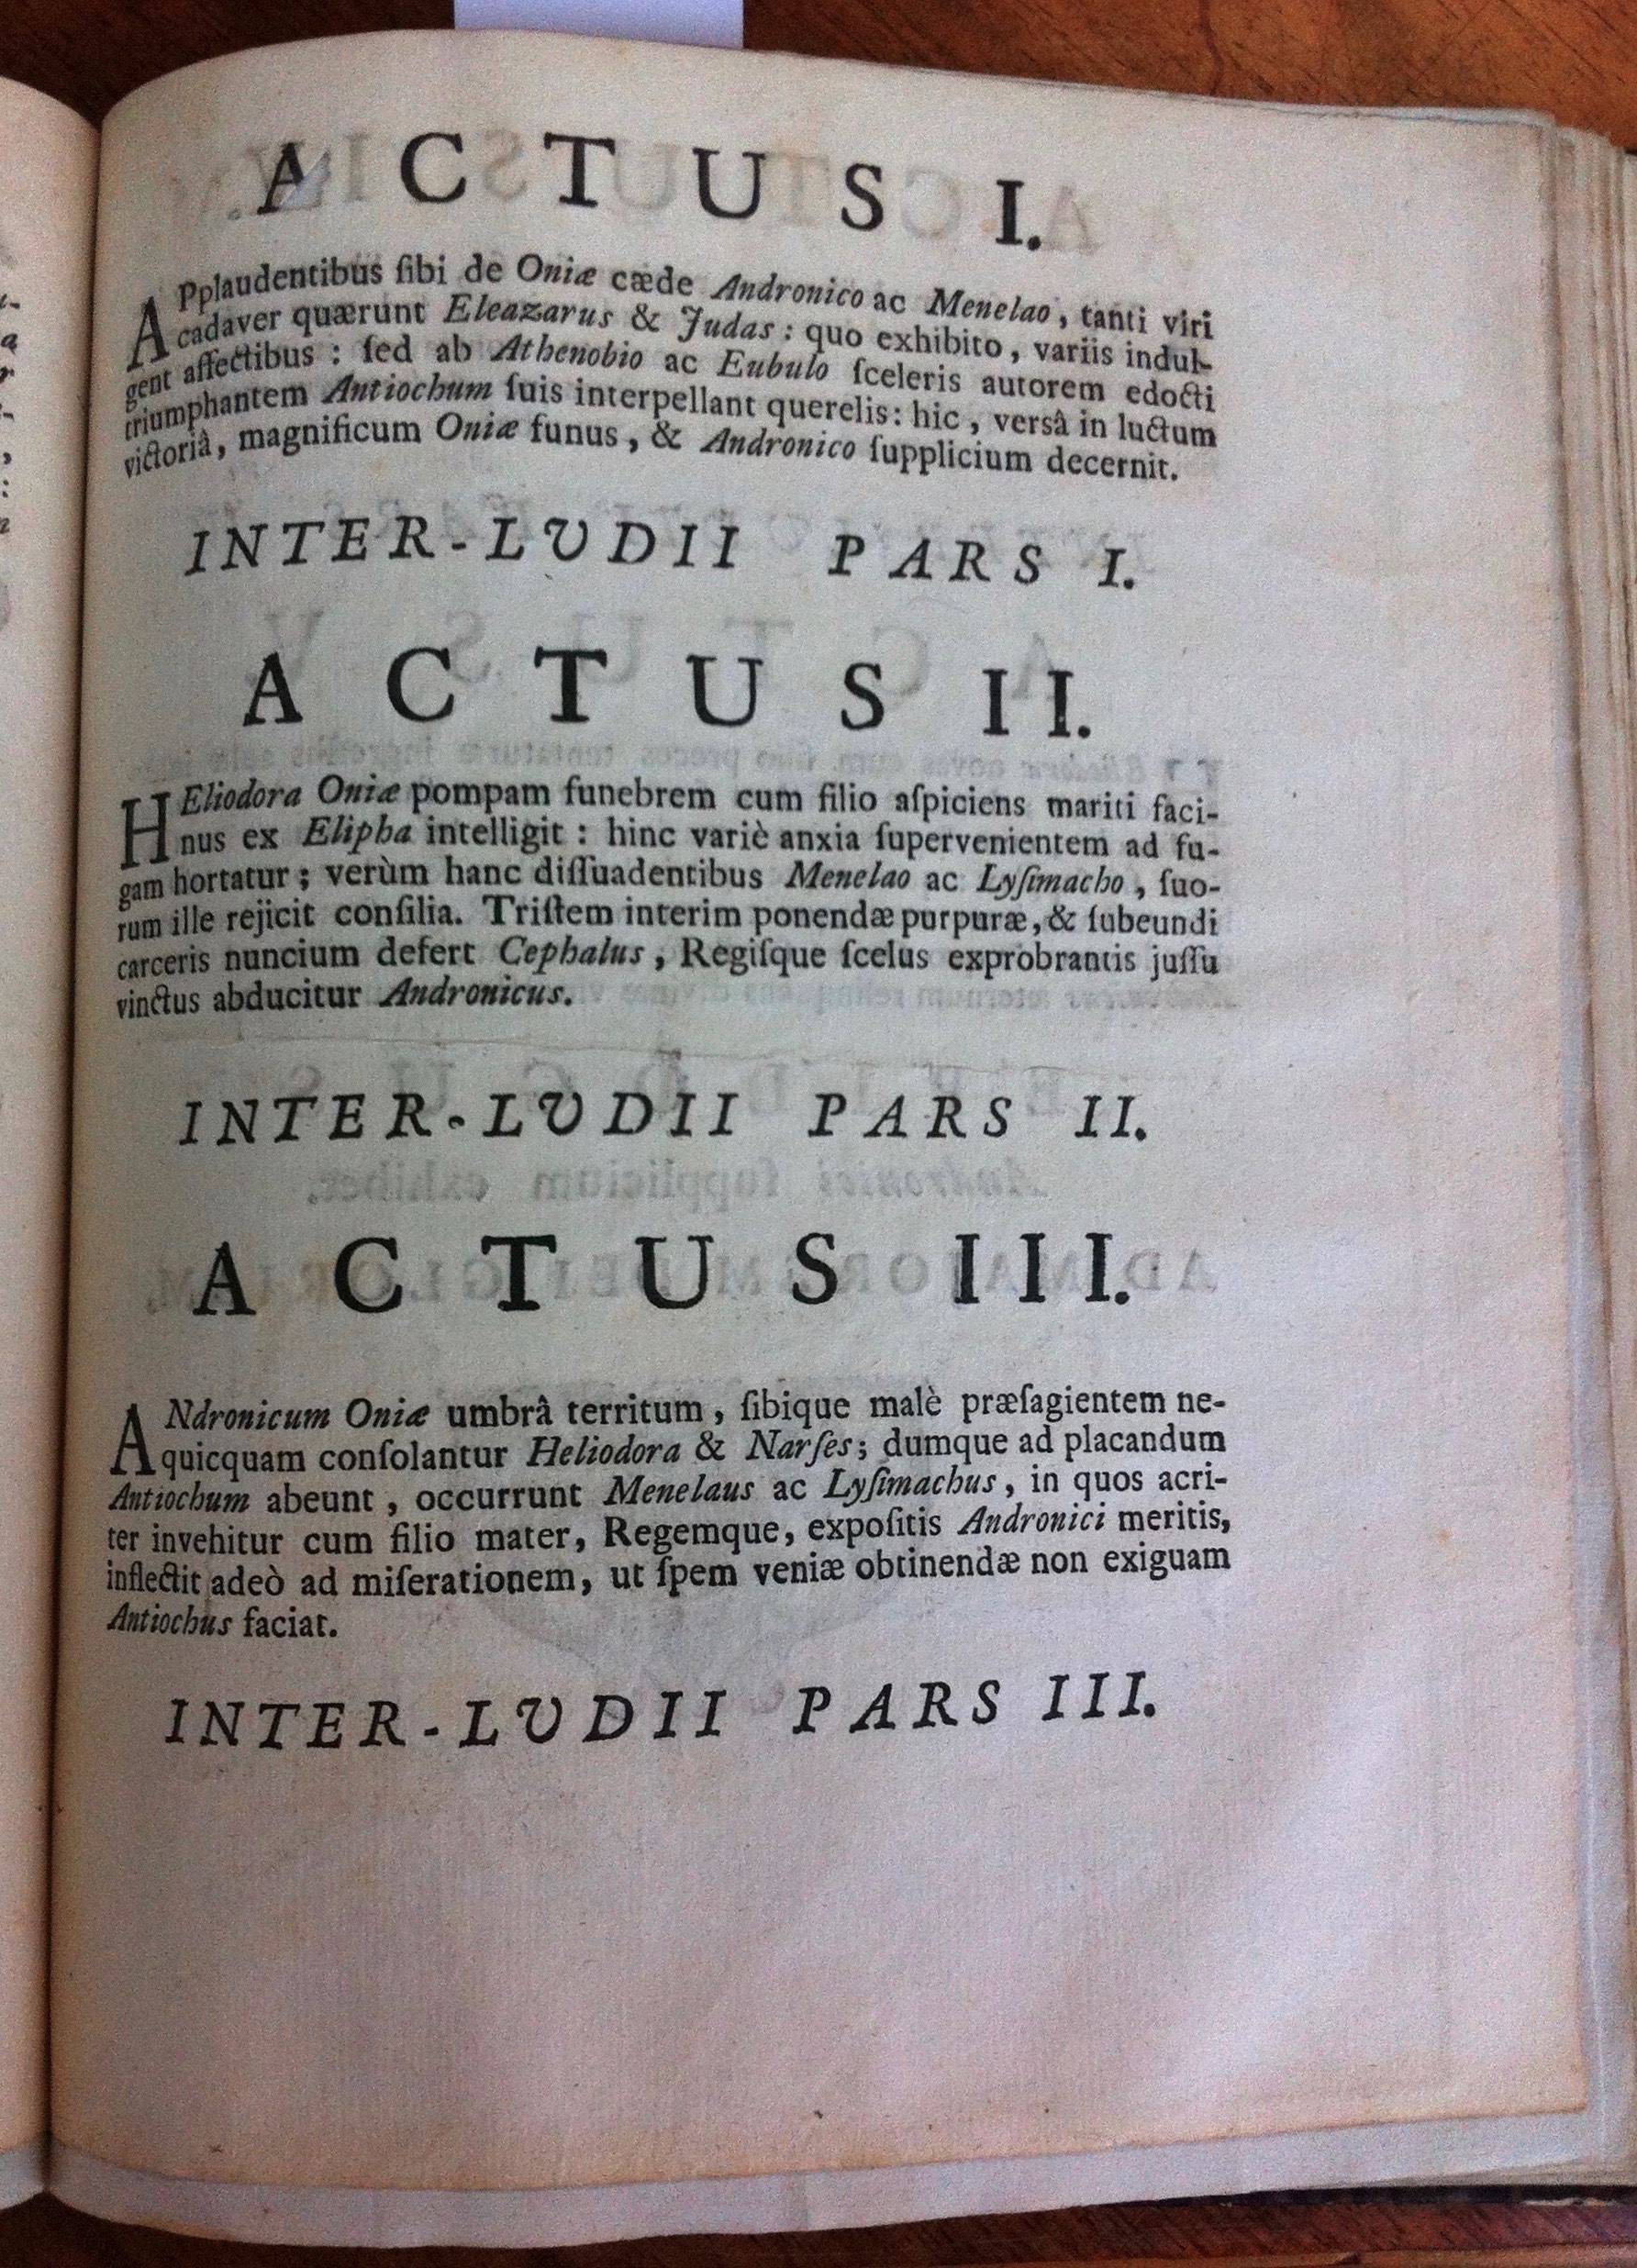 ACTUS I.
APplaudentibus ſibi de Oniæ cæde Andronico ac Menelao, tanti viri
cadaver quærunt Eleazarus & Judas: quo exhibito, variis indul-
gent affectibus: ſed ab Athenobio ac Eubulo ſceleris autorem edocti
triumphantem Antiochum ſuis interpellant querelis: hic, versâ in luctum
victoriâ, magnificum Oniæ funus, & Andronico ſupplicium decernit.
INTER-LUDII PARS I.
ACTUS II.
HEliodora Oniæ pompam funebrem cum filio aſpiciens mariti faci-
nus ex Elipha intelligit: hinc variè anxia ſupervenientem ad fu-
gam hortatur; verùm hanc diſſuadentibus Menelao ac Lyſimacho, ſuo-
rum ille rejicit conſilia. Triſtem interim ponendæ purpuræ, & ſubeundi
carceris nuncium defert Cephalus, Regiſque ſcelus exprobrantis juſſu
vinctus abducitur Andronicus.
INTER-LUDII PARS II.
ACTUS III.
ANdronicum Oniæ umbrâ territum, ſibique malè præſagientem ne-
quicquam conſolantur Heliodora & Narſes; dumque ad placandum
Antiochum abeunt, occurrunt Menelaus ac Lyſimachus, in quos acri-
ter invehitur cum filio mater, Regemque, expoſitis Andronici meritis,
inflectit adeò ad miſerationem, ut ſpem veniæ obtinendæ non exiguam
Antiochus faciat.
INTER-LUDII PARS III.